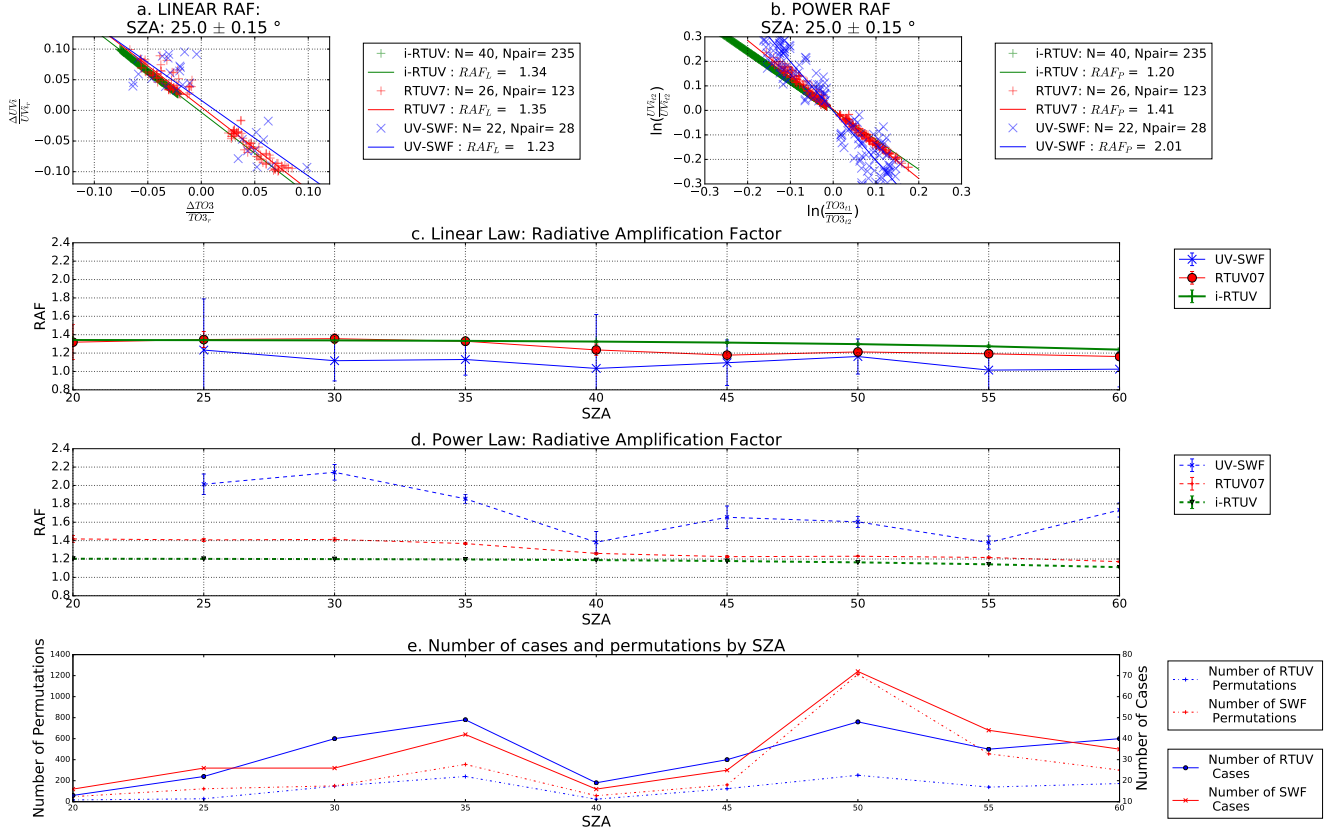 a. LINEAR RAF:
SZA: 25.0 ± 0.15 °
0.10
0.05
0.00
−0.05
−0.10
ΔUVi
UVi_r
−0.10
−0.05
0.00
0.05
0.10
ΔTO3
TO3_r
i-RTUV: N= 40, Npair= 235
i-RTUV : RAF_L = 1.34
RTUV7: N= 26, Npair= 123
RTUV7 : RAF_L = 1.35
UV-SWF: N= 22, Npair= 28
UV-SWF : RAF_L = 1.23
b. POWER RAF
SZA: 25.0 ± 0.15 °
0.3
0.2
0.1
0.0
−0.1
−0.2
−0.3
ln(UVi_t2/UVi_t2)
−0.3
−0.2
−0.1
0.0
0.1
0.2
0.3
ln(TO3_t1/TO3_t2)
i-RTUV: N= 40, Npair= 235
i-RTUV : RAF_P = 1.20
RTUV7: N= 26, Npair= 123
RTUV7 : RAF_P = 1.41
UV-SWF: N= 22, Npair= 28
UV-SWF : RAF_P = 2.01
c. Linear Law: Radiative Amplification Factor
2.4
2.2
2.0
1.8
1.6
1.4
1.2
1.0
0.8
RAF
20 25 30 35 40 45 50 55 60
SZA
UV-SWF
RTUV07
i-RTUV
d. Power Law: Radiative Amplification Factor
2.4
2.2
2.0
1.8
1.6
1.4
1.2
1.0
0.8
RAF
20 25 30 35 40 45 50 55 60
SZA
UV-SWF
RTUV07
i-RTUV
e. Number of cases and permutations by SZA
1400
1200
1000
800
600
400
200
0
Number of Permutations
20 25 30 35 40 45 50 55 60
SZA
80
70
60
50
40
30
20
10
Number of Cases
Number of RTUV
Permutations
Number of SWF
Permutations
Number of RTUV
Cases
Number of SWF
Cases